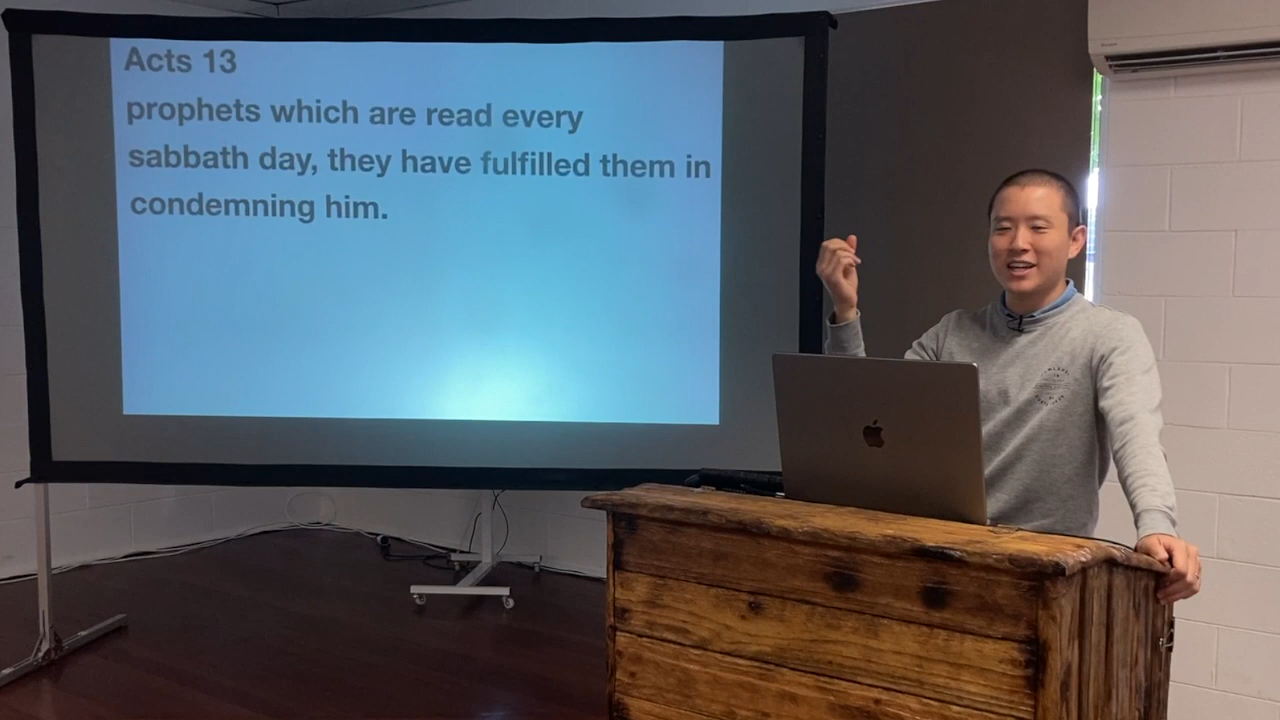 Acts 13
prophets which are read every
sabbath day, they have fulfilled them in
condemning him.